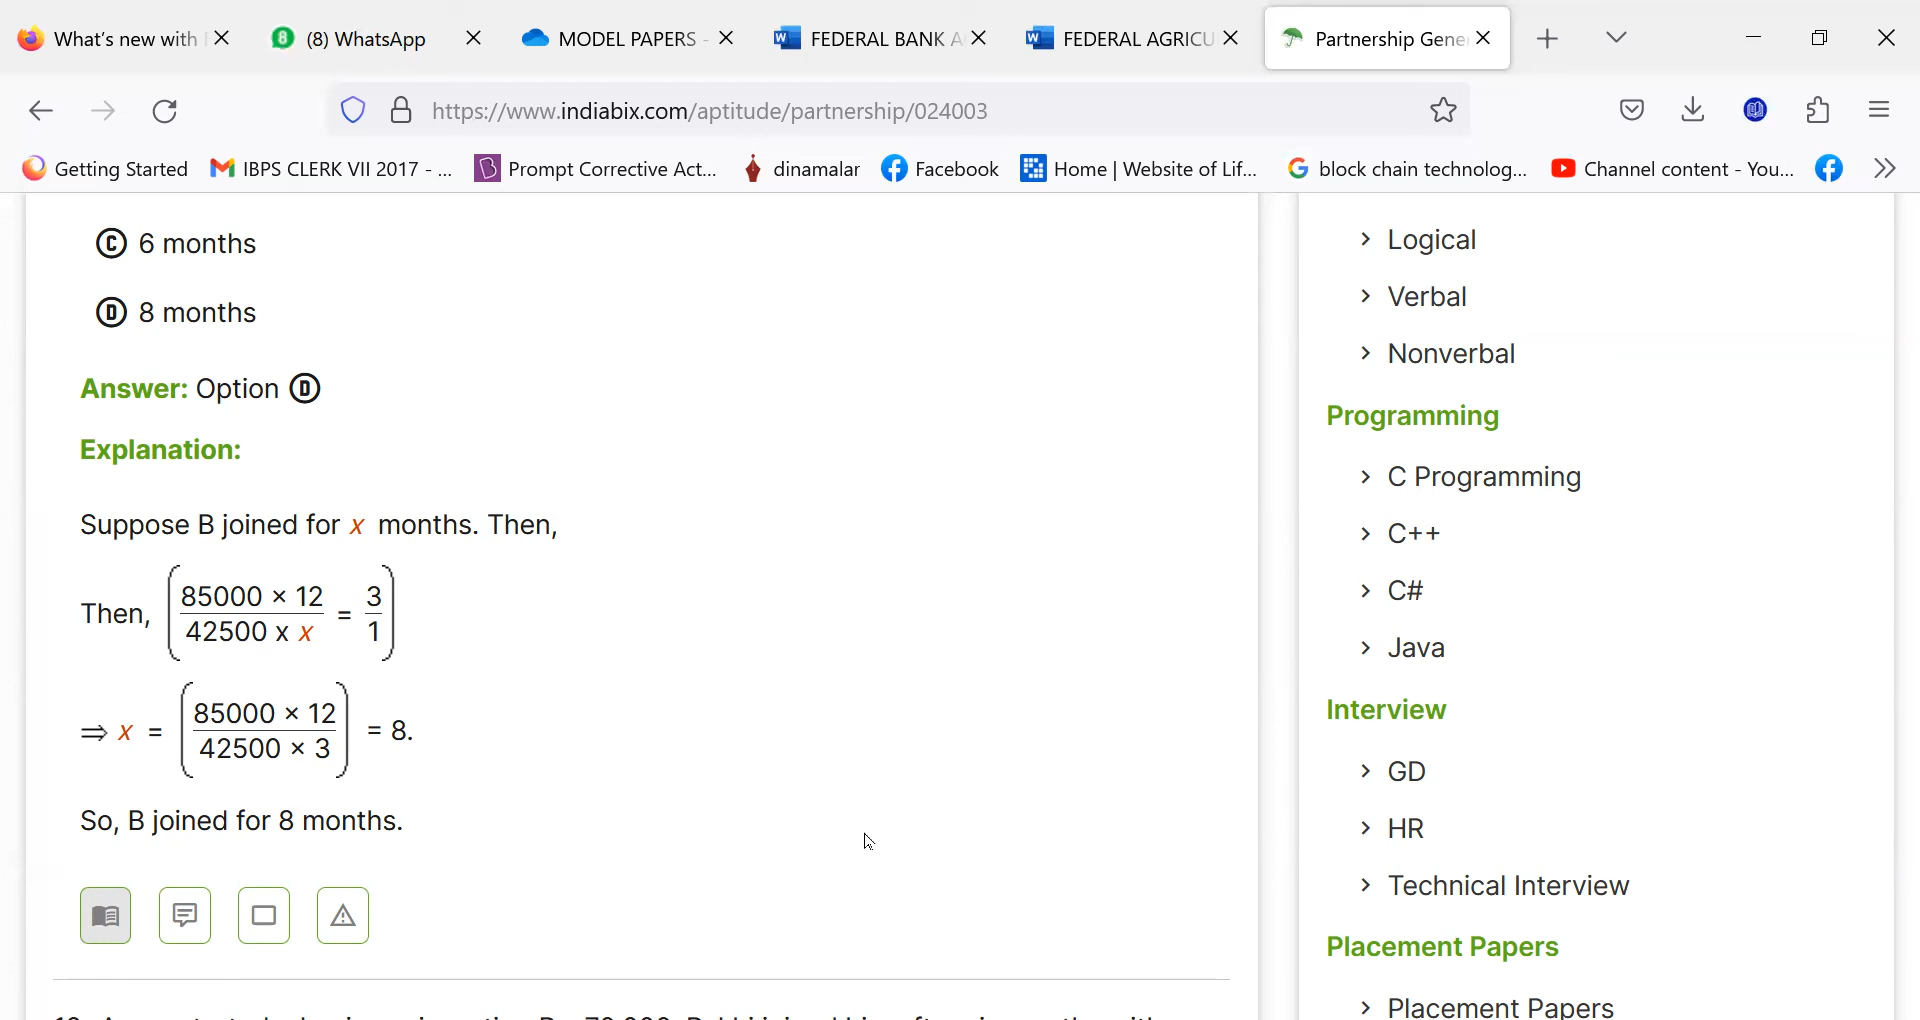 What's new with
(8) WhatsApp
MODEL PAPERS -
FEDERAL BANK A
FEDERAL AGRICU
Partnership Gene
https://www.indiabix.com/aptitude/partnership/024003
Getting Started
IBPS CLERK VII 2017 - ...
Prompt Corrective Act...
dinamalar
Facebook
Home | Website of Lif...
block chain technolog...
Channel content - You...
C 6 months
D 8 months
Answer: Option D
Explanation:
Suppose B joined for x months. Then,
Then, (85000 × 12 / 42500 x x = 3 / 1)
⇒ x = (85000 × 12 / 42500 × 3) = 8.
So, B joined for 8 months.
Logical
Verbal
Nonverbal
Programming
C Programming
C++
C#
Java
Interview
GD
HR
Technical Interview
Placement Papers
Placement Papers